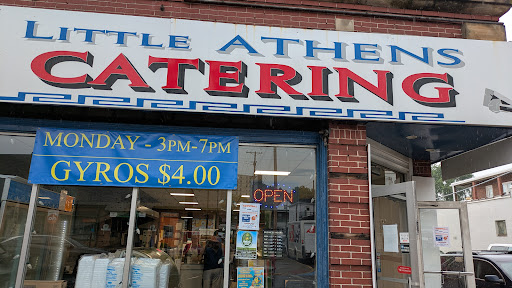 LITTLE ATHENS
CATERING
MONDAY - 3PM-7PM
GYROS $4.00
OPEN